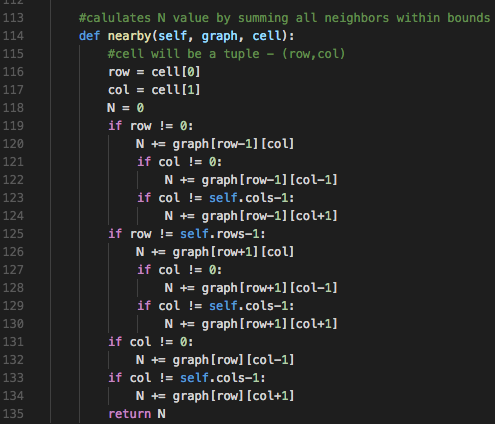 112
113 #calulates N value by summing all neighbors within bounds
114 def nearby(self, graph, cell):
115 #cell will be a tuple – (row,col)
116 row = cell[0]
117 col = cell[1]
118 N = 0
119 if row != 0:
120 N += graph[row-1][col]
121 if col != 0:
122 N += graph[row-1][col-1]
123 if col != self.cols-1:
124 N += graph[row-1][col+1]
125 if row != self.rows-1:
126 N += graph[row+1][col]
127 if col != 0:
128 N += graph[row+1][col-1]
129 if col != self.cols-1:
130 N += graph[row+1][col+1]
131 if col != 0:
132 N += graph[row][col-1]
133 if col != self.cols-1:
134 N += graph[row][col+1]
135 return N